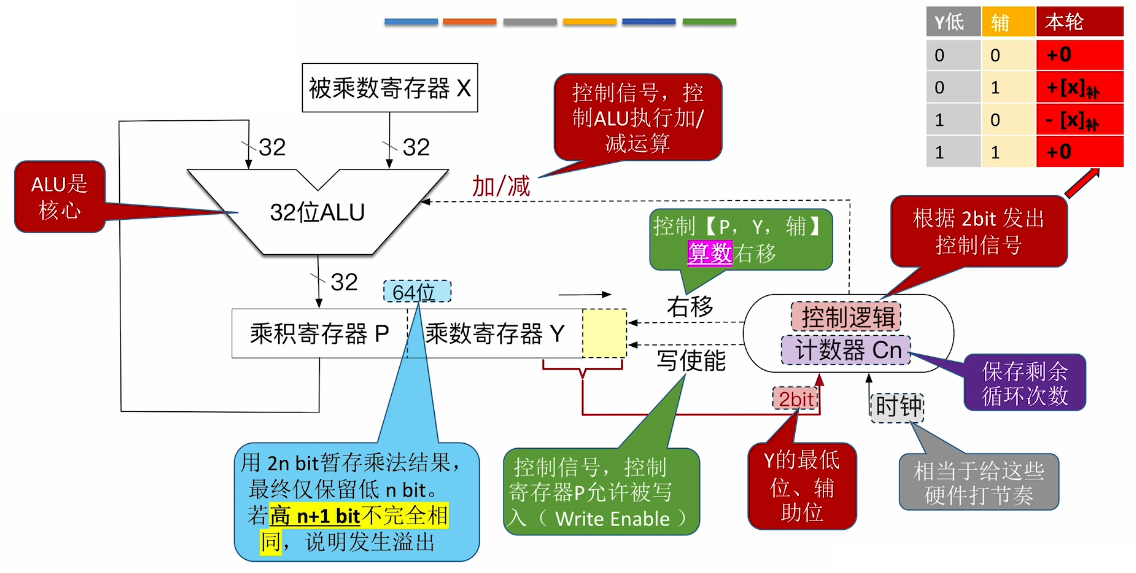 Y低 辅 本轮
0 0 +0
0 1 +[x]补
1 0 - [x]补
1 1 +0
被乘数寄存器 X
控制信号，控
制ALU执行加/
减运算
32
32
ALU是
核心
32位ALU
加/减
根据 2bit 发出
控制信号
控制【P，Y，辅】
算数右移
32
64位
乘积寄存器 P
乘数寄存器 Y
右移
写使能
控制逻辑
计数器 Cn
保存剩余
循环次数
2bit
时钟
用 2n bit暂存乘法结果，
最终仅保留低 n bit。
若高 n+1 bit不完全相
同，说明发生溢出
控制信号，控制
寄存器P允许被写
入（ Write Enable ）
Y的最低
位、辅
助位
相当于给这些
硬件打节奏